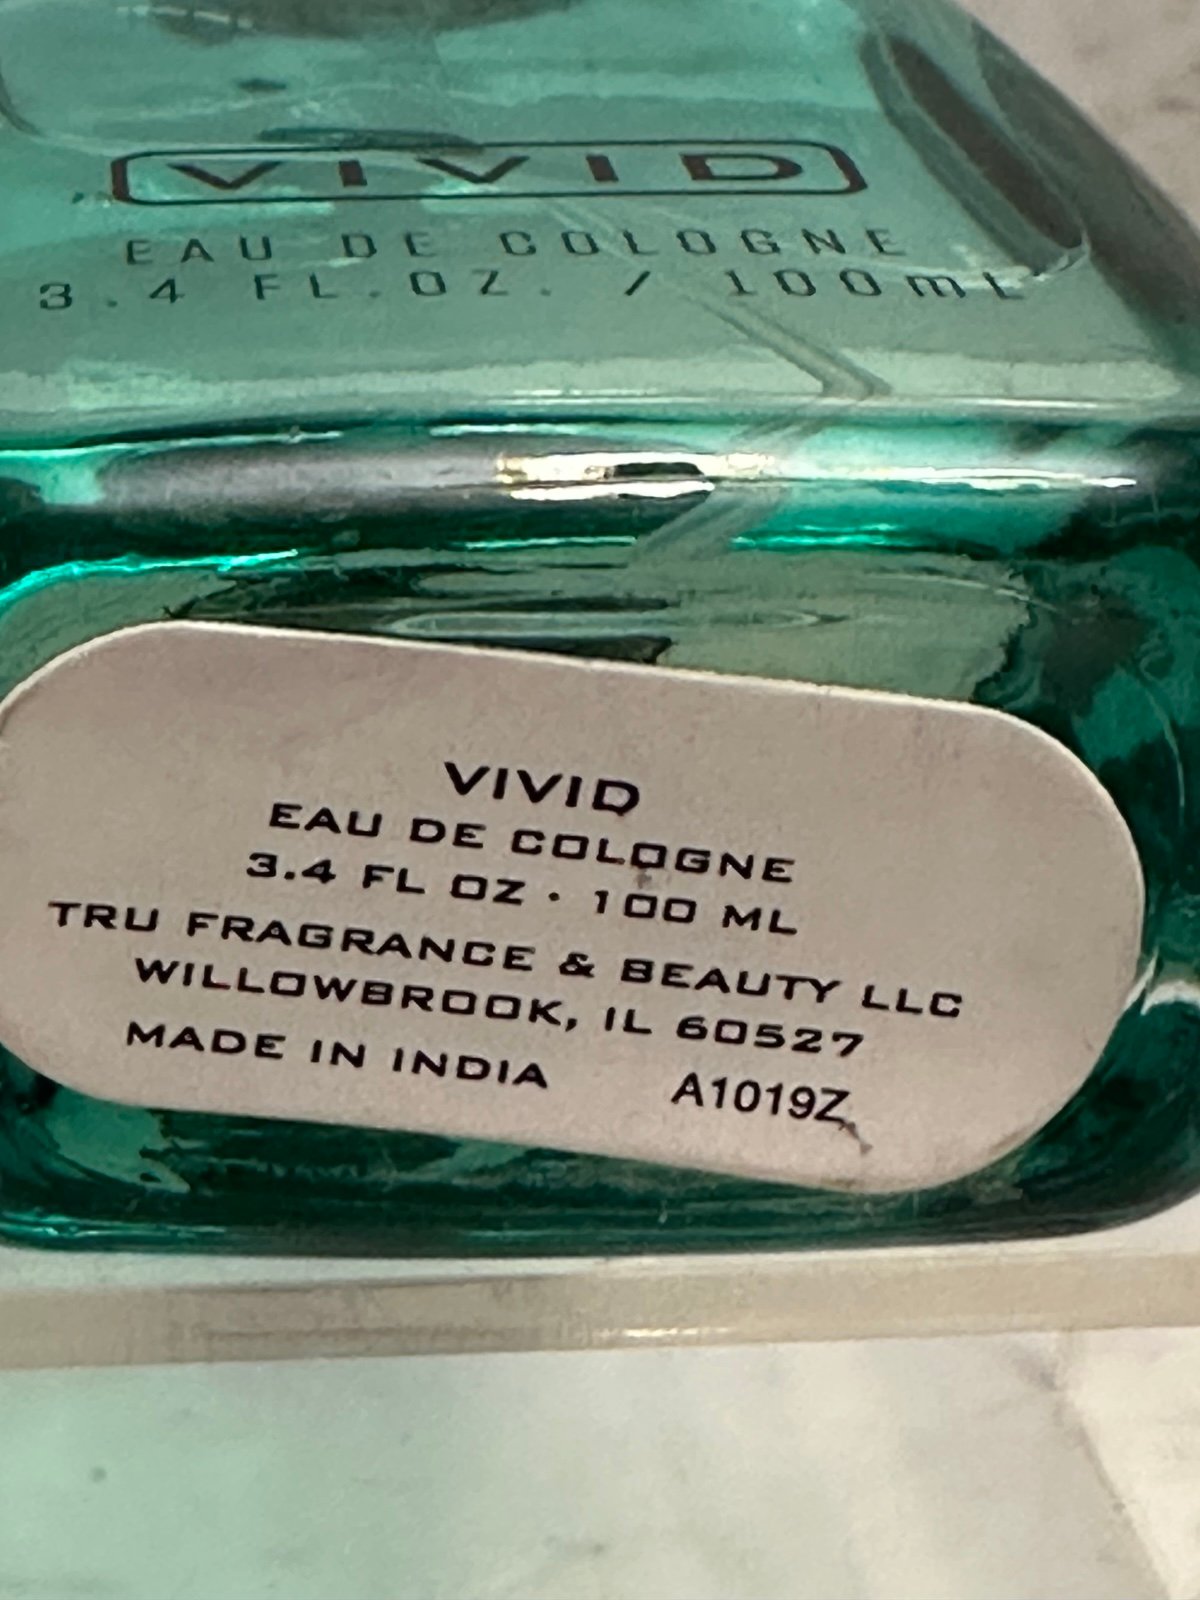 VIVID
EAU DE COLOGNE
3.4 FL.OZ. / 100mL
VIVID
EAU DE COLOGNE
3.4 FL OZ · 100 ML
TRU FRAGRANCE & BEAUTY LLC
WILLOWBROOK, IL 60527
MADE IN INDIA A1019Z